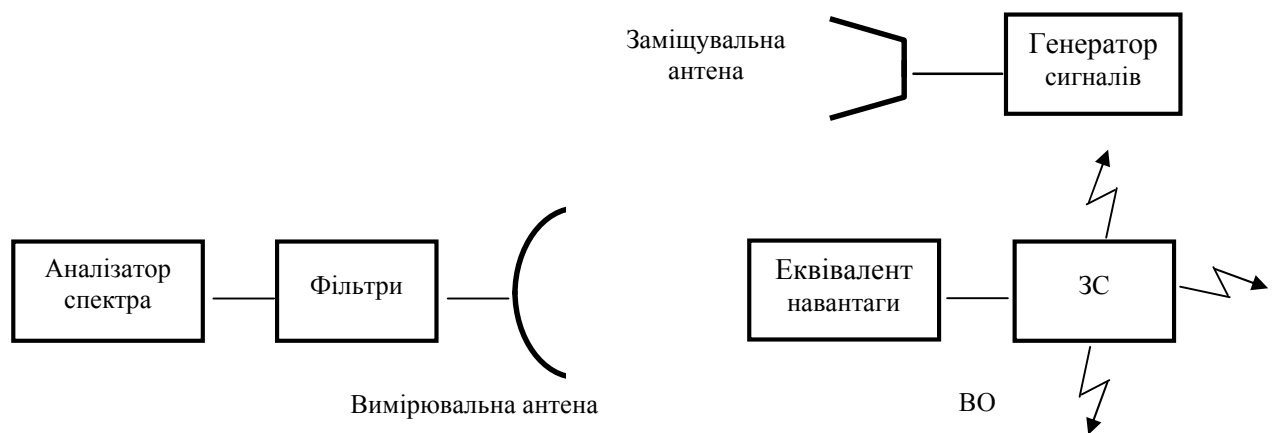 Заміщувальна
антена
Генератор
сигналів
Аналізатор
спектра
Фільтри
Еквівалент
навантаги
ЗС
Вимірювальна антена
ВО